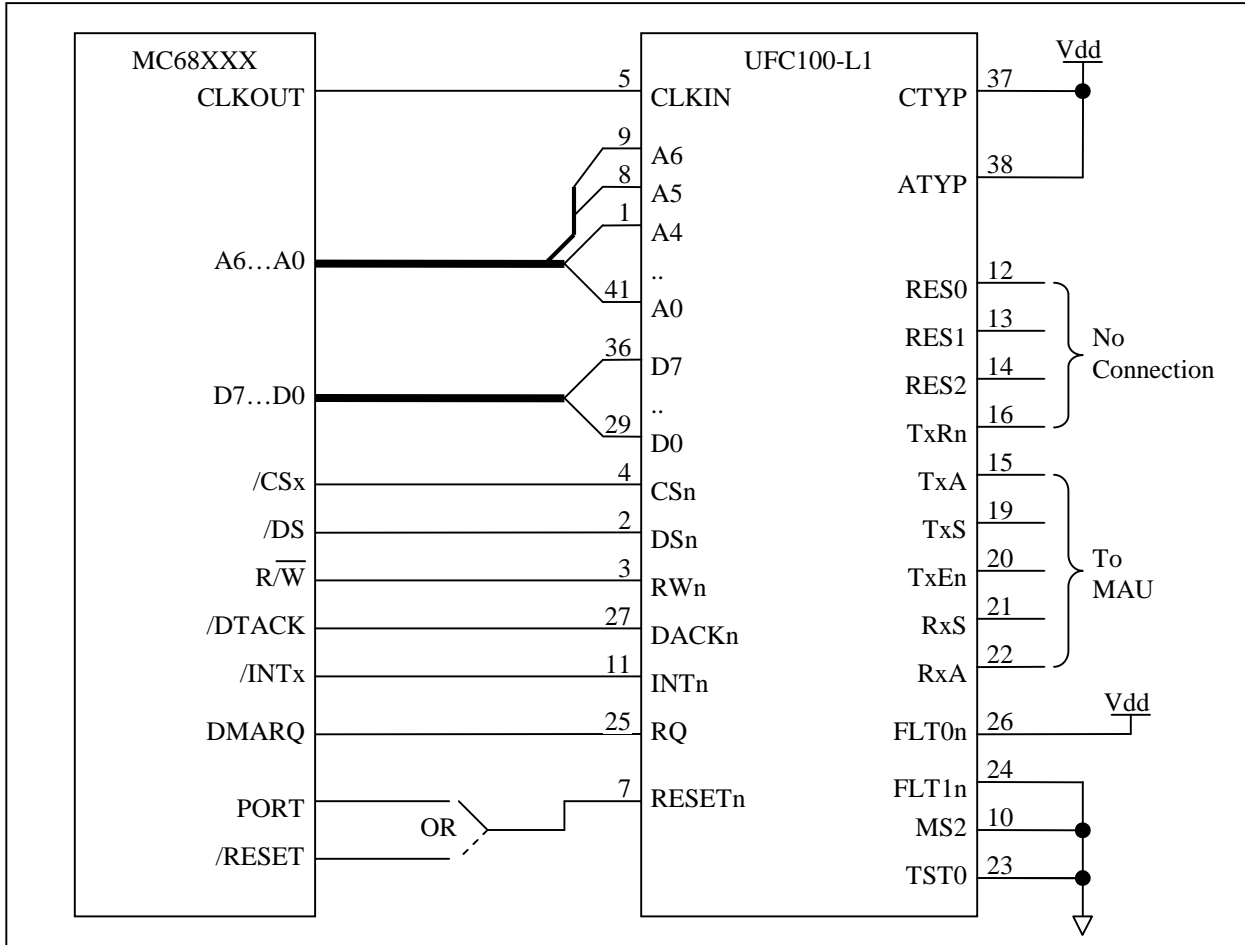 MC68XXX
CLKOUT
A6…A0
D7…D0
/CSx
/DS
R/W
/DTACK
/INTx
DMARQ
PORT
/RESET
OR
UFC100-L1
5 CLKIN
9 A6
8 A5
1 A4
..
41 A0
36 D7
..
29 D0
4 CSn
2 DSn
3 RWn
27 DACKn
11 INTn
25 RQ
7 RESETn
CTYP 37
ATYP 38
Vdd
RES0 12
RES1 13
RES2 14
TxRn 16
No
Connection
TxA 15
TxS 19
TxEn 20
RxS 21
RxA 22
To
MAU
FLT0n 26
Vdd
FLT1n 24
MS2 10
TST0 23